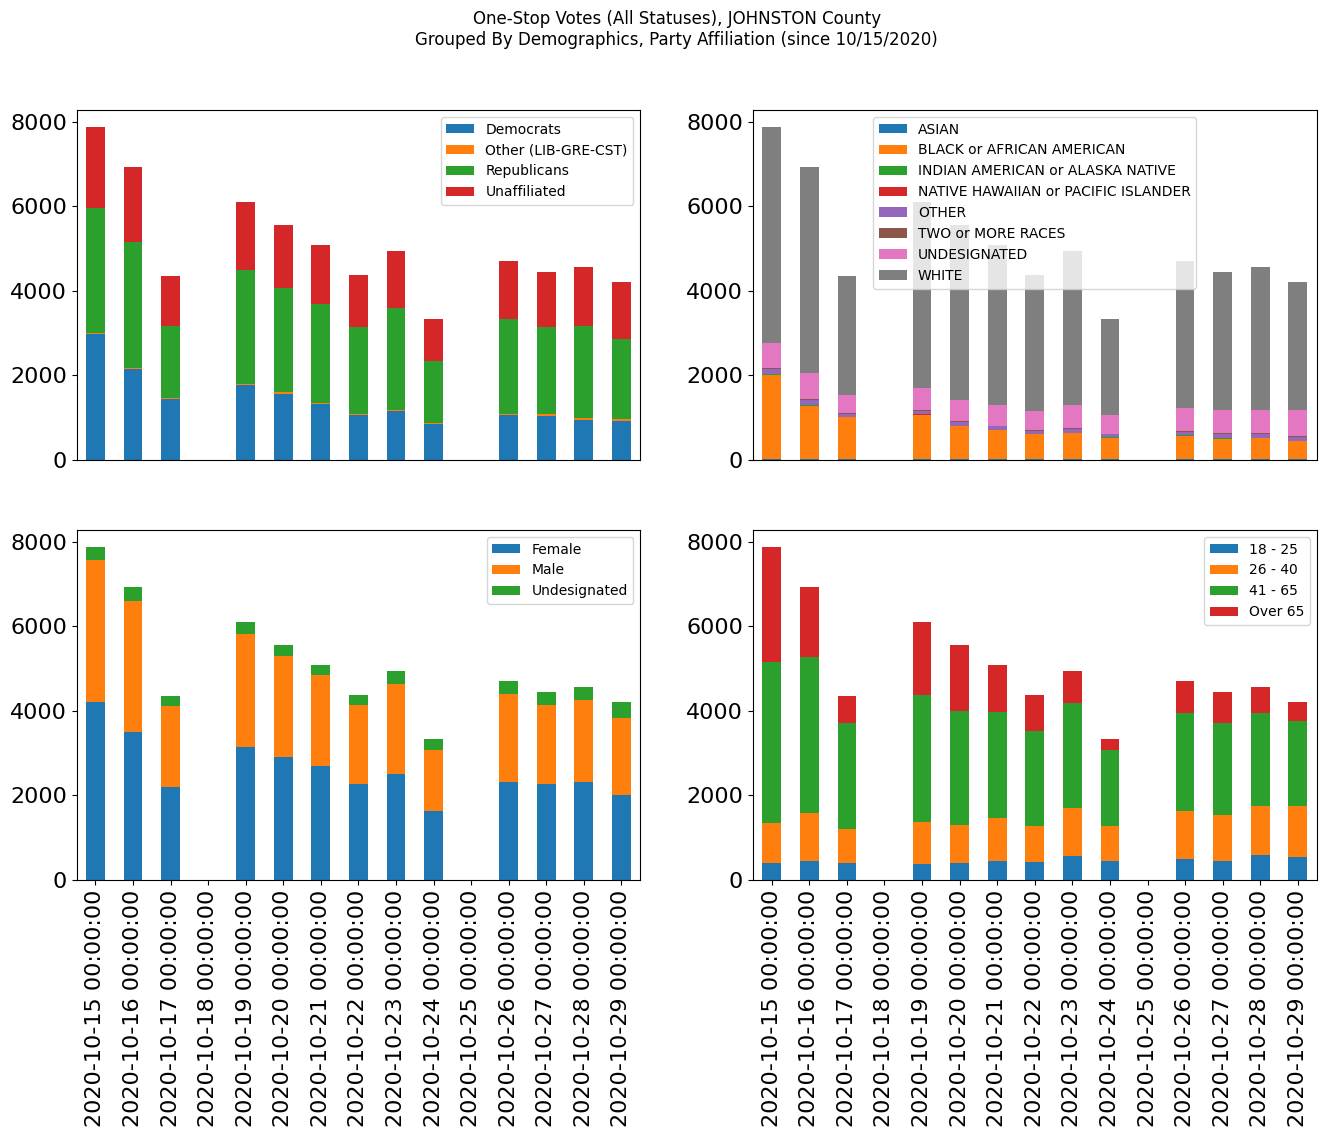 One-Stop Votes (All Statuses), JOHNSTON County
Grouped By Demographics, Party Affiliation (since 10/15/2020)
8000
6000
4000
2000
0
Democrats
Other (LIB-GRE-CST)
Republicans
Unaffiliated
8000
6000
4000
2000
0
ASIAN
BLACK or AFRICAN AMERICAN
INDIAN AMERICAN or ALASKA NATIVE
NATIVE HAWAIIAN or PACIFIC ISLANDER
OTHER
TWO or MORE RACES
UNDESIGNATED
WHITE
8000
6000
4000
2000
0
Female
Male
Undesignated
2020-10-15 00:00:00
2020-10-16 00:00:00
2020-10-17 00:00:00
2020-10-18 00:00:00
2020-10-19 00:00:00
2020-10-20 00:00:00
2020-10-21 00:00:00
2020-10-22 00:00:00
2020-10-23 00:00:00
2020-10-24 00:00:00
2020-10-25 00:00:00
2020-10-26 00:00:00
2020-10-27 00:00:00
2020-10-28 00:00:00
2020-10-29 00:00:00
8000
6000
4000
2000
0
18 - 25
26 - 40
41 - 65
Over 65
2020-10-15 00:00:00
2020-10-16 00:00:00
2020-10-17 00:00:00
2020-10-18 00:00:00
2020-10-19 00:00:00
2020-10-20 00:00:00
2020-10-21 00:00:00
2020-10-22 00:00:00
2020-10-23 00:00:00
2020-10-24 00:00:00
2020-10-25 00:00:00
2020-10-26 00:00:00
2020-10-27 00:00:00
2020-10-28 00:00:00
2020-10-29 00:00:00